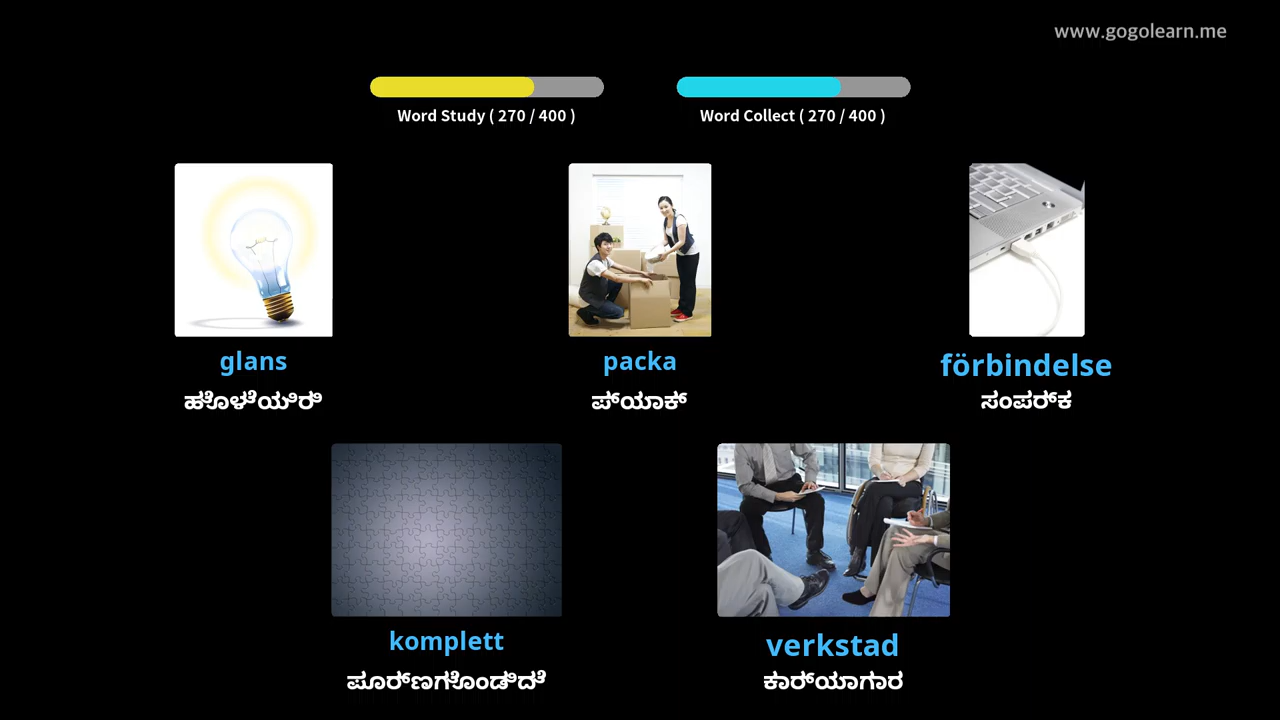 www.gogolearn.me
Word Study ( 270 / 400 )
Word Collect ( 270 / 400 )
glans
packa
förbindelse
ಹೊಳೆಯಿರಿ
ಪ್ಯಾಕ್
ಸಂಪರ್ಕ
komplett
verkstad
ಪೂರ್ಣಗೊಂಡಿದೆ
ಕಾರ್ಯಾಗಾರ